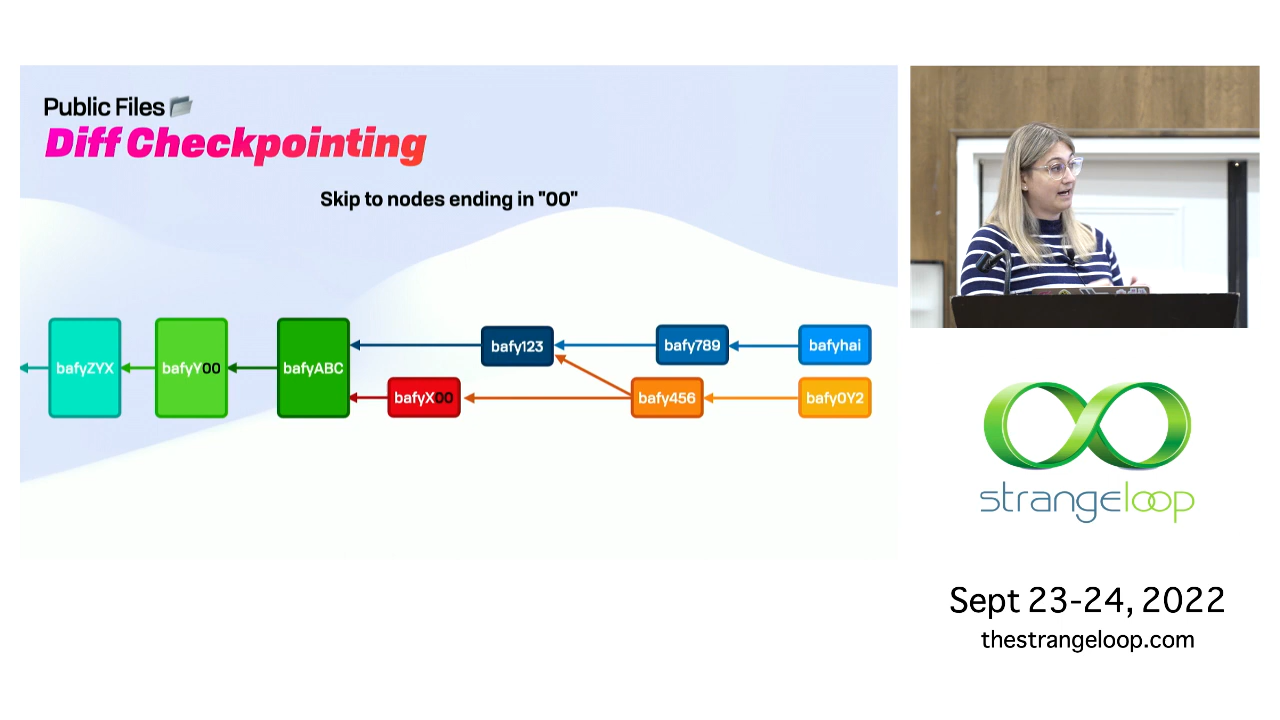 Public Files
Diff Checkpointing
Skip to nodes ending in "00"
bafyZYX
bafyY00
bafyABC
bafy123
bafy789
bafyhai
bafyX00
bafy456
bafy0Y2
strangeloop
Sept 23-24, 2022
thestrangeloop.com